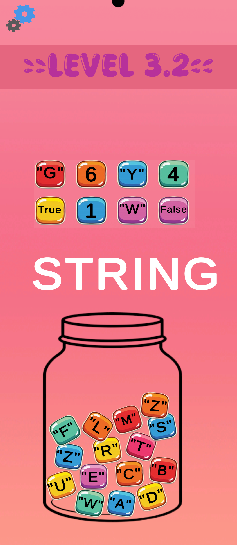 LEVEL 3.2
"G" 6 "Y" 4
True 1 "W" False
STRING
"Z"
"F" "L" "M" "S"
"Z" "R" "T"
"U" "E" "C" "B"
"W" "A" "D"